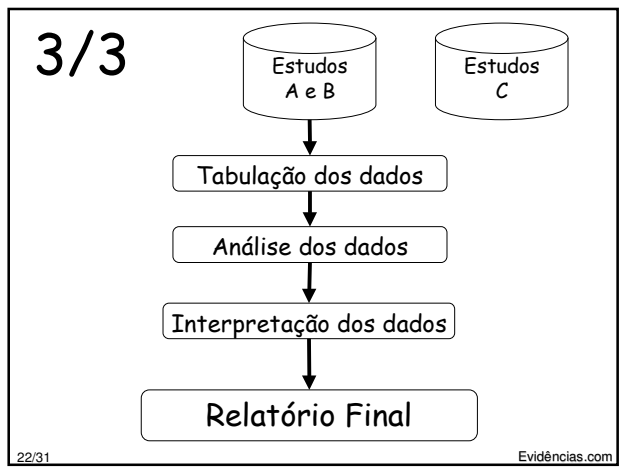 3/3
Estudos
A e B
Estudos
C
Tabulação dos dados
Análise dos dados
Interpretação dos dados
Relatório Final
22/31
Evidências.com